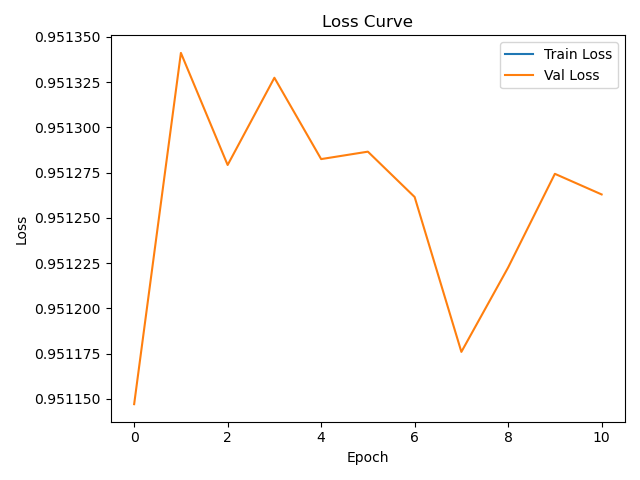 Loss Curve
0.951350
0.951325
0.951300
0.951275
0.951250
0.951225
0.951200
0.951175
0.951150
Loss
Train Loss
Val Loss
0 2 4 6 8 10
Epoch